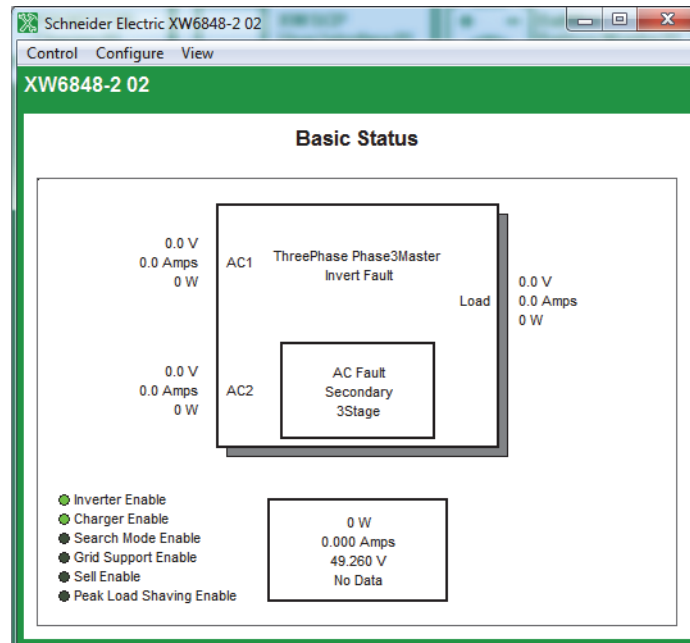 Schneider Electric XW6848-2 02
Control Configure View
XW6848-2 02
Basic Status
0.0 V
0.0 Amps
0 W
AC1
ThreePhase Phase3Master
Invert Fault
Load
0.0 V
0.0 Amps
0 W
0.0 V
0.0 Amps
0 W
AC2
AC Fault
Secondary
3Stage
Inverter Enable
Charger Enable
Search Mode Enable
Grid Support Enable
Sell Enable
Peak Load Shaving Enable
0 W
0.000 Amps
49.260 V
No Data